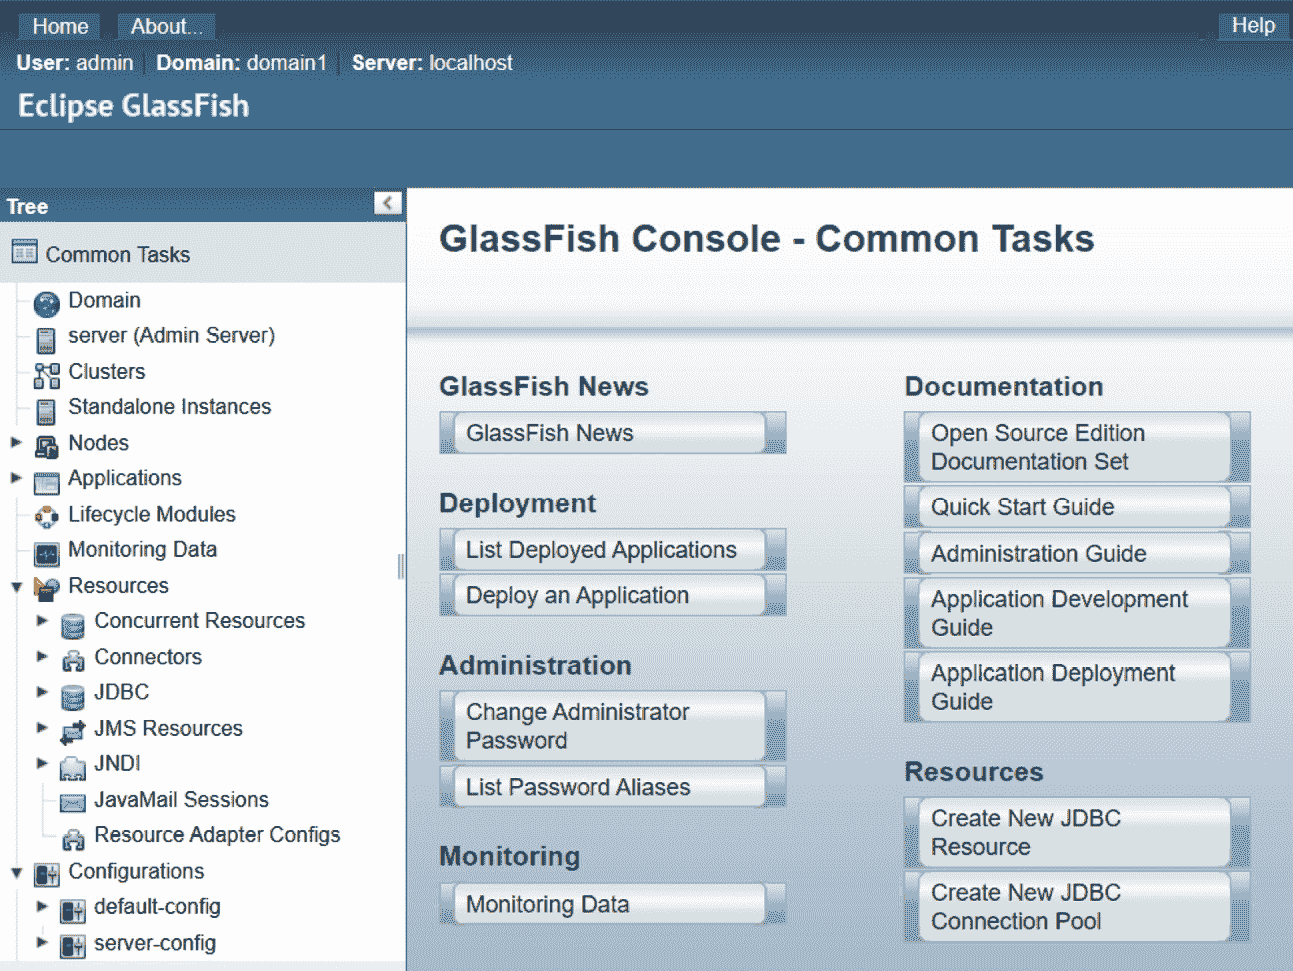 Home
About...
Help
User: admin
Domain: domain1
Server: localhost
Eclipse GlassFish
Tree
Common Tasks
Domain
server (Admin Server)
Clusters
Standalone Instances
Nodes
Applications
Lifecycle Modules
Monitoring Data
Resources
Concurrent Resources
Connectors
JDBC
JMS Resources
JNDI
JavaMail Sessions
Resource Adapter Configs
Configurations
default-config
server-config
GlassFish Console - Common Tasks
GlassFish News
GlassFish News
Deployment
List Deployed Applications
Deploy an Application
Administration
Change Administrator
Password
List Password Aliases
Monitoring
Monitoring Data
Documentation
Open Source Edition
Documentation Set
Quick Start Guide
Administration Guide
Application Development
Guide
Application Deployment
Guide
Resources
Create New JDBC
Resource
Create New JDBC
Connection Pool